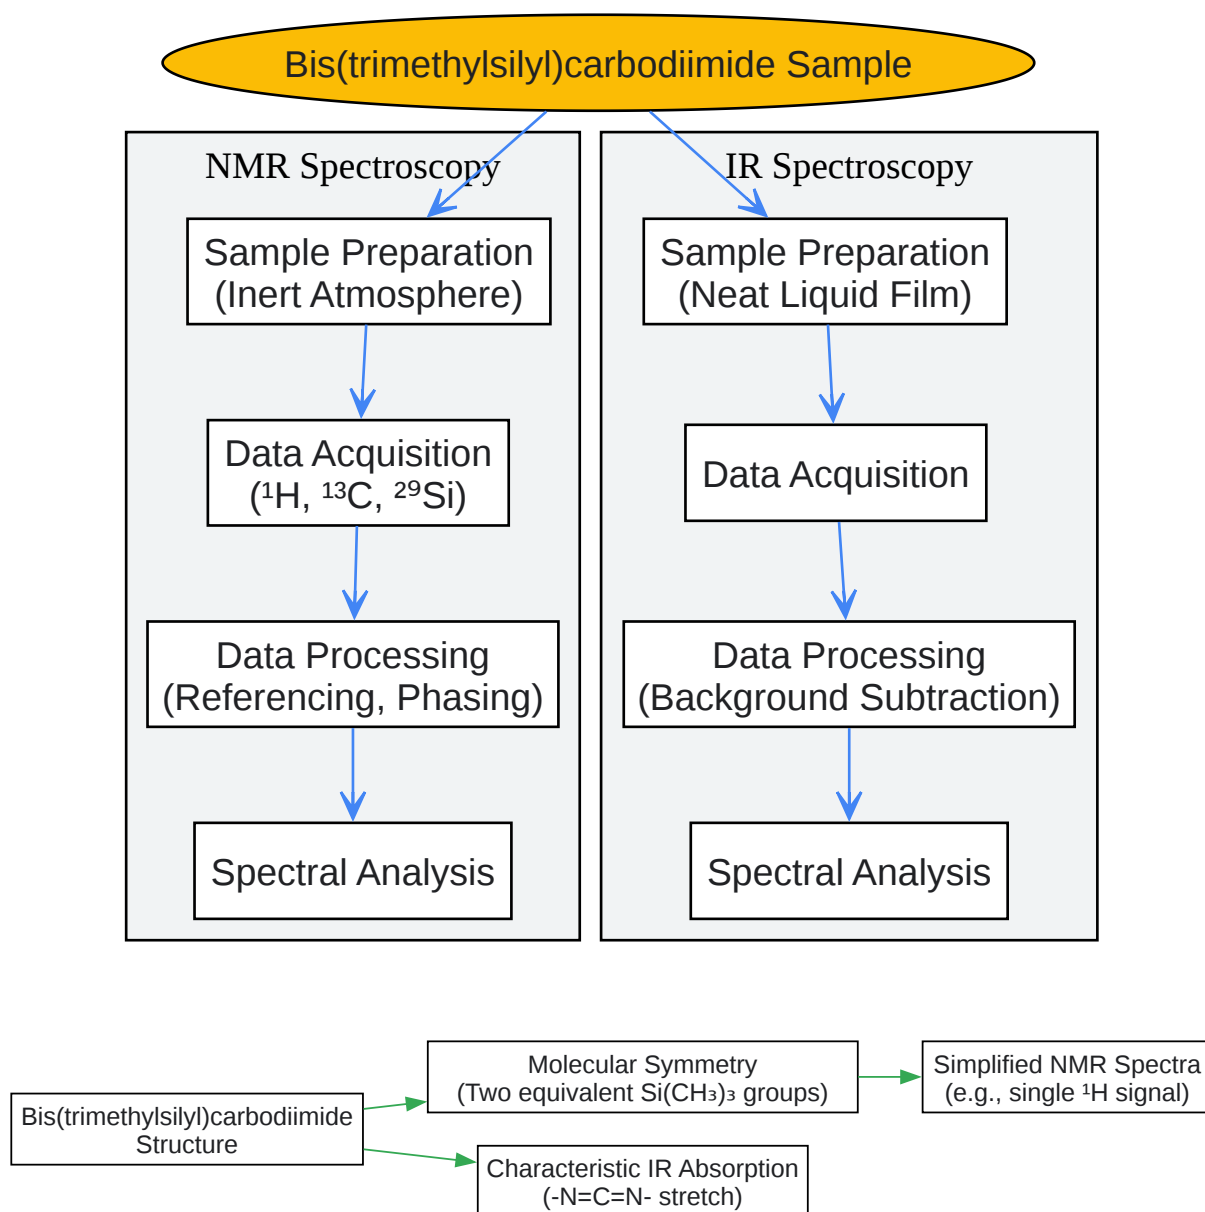 Bis(trimethylsilyl)carbodiimide Sample
NMR Spectroscopy
Sample Preparation
(Inert Atmosphere)
Data Acquisition
(¹H, ¹³C, ²⁹Si)
Data Processing
(Referencing, Phasing)
Spectral Analysis
IR Spectroscopy
Sample Preparation
(Neat Liquid Film)
Data Acquisition
Data Processing
(Background Subtraction)
Spectral Analysis
Bis(trimethylsilyl)carbodiimide
Structure
Molecular Symmetry
(Two equivalent Si(CH₃)₃ groups)
Simplified NMR Spectra
(e.g., single ¹H signal)
Characteristic IR Absorption
(-N=C=N- stretch)